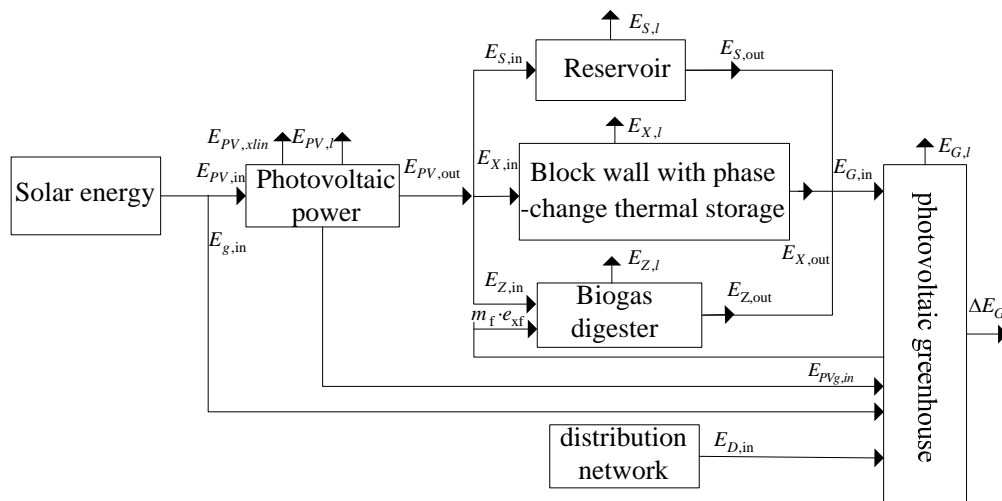 E_{S,l}
E_{S,in}
Reservoir
E_{S,out}
E_{PV,xlin}
E_{PV,l}
E_{X,l}
E_{G,l}
Solar energy
E_{PV,in}
Photovoltaic
power
E_{PV,out}
E_{X,in}
Block wall with phase
-change thermal storage
E_{G,in}
E_{g,in}
E_{X,out}
E_{Z,l}
E_{Z,in}
m_f·e_{xf}
Biogas
digester
E_{Z,out}
photovoltaic greenhouse
ΔE_G
E_{PVg,in}
distribution
network
E_{D,in}